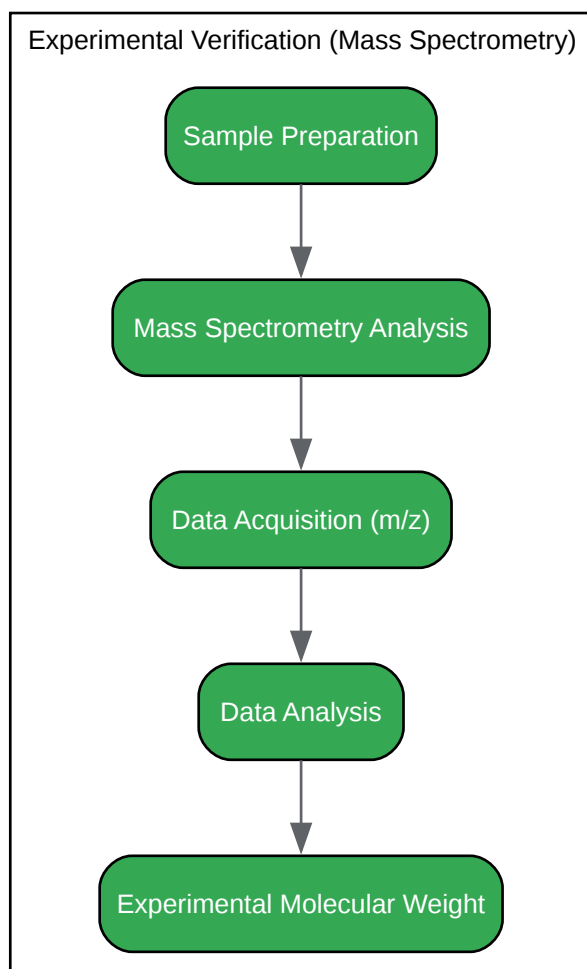 Experimental Verification (Mass Spectrometry)
Sample Preparation
Mass Spectrometry Analysis
Data Acquisition (m/z)
Data Analysis
Experimental Molecular Weight